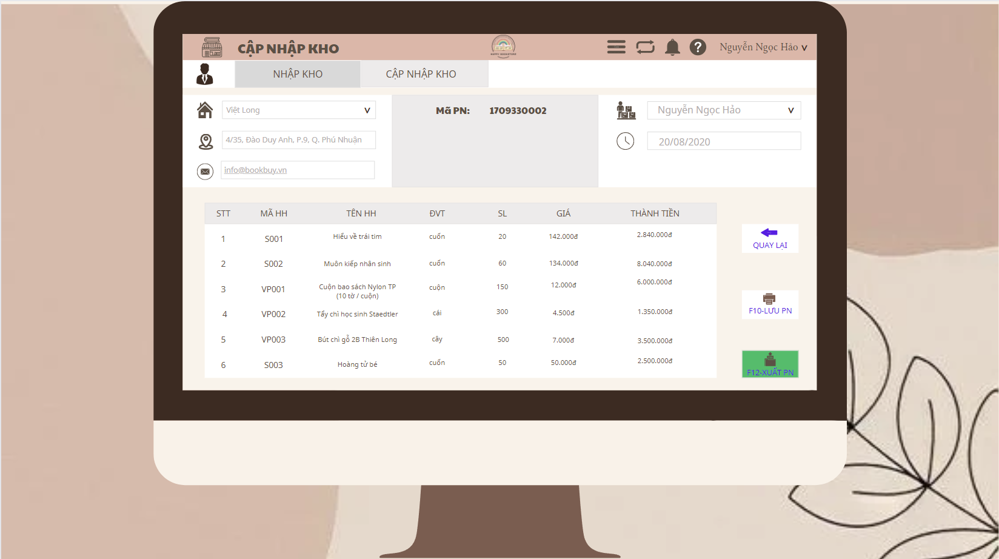 CẬP NHẬP KHO
HAPPY BOOKSTORE
Nguyễn Ngọc Hảo
NHẬP KHO
CẬP NHẬP KHO
Việt Long
Mã PN: 1709330002
Nguyễn Ngọc Hảo
4/35, Đào Duy Anh, P.9, Q. Phú Nhuận
20/08/2020
info@bookbuy.vn
STT MÃ HH TÊN HH ĐVT SL GIÁ THÀNH TIỀN
1 S001 Hiểu về trái tim cuốn 20 142.000đ 2.840.000đ
2 S002 Muôn kiếp nhân sinh cuốn 60 134.000đ 8.040.000đ
3 VP001 Cuộn bao sách Nylon TP cuộn 150 12.000đ 6.000.000đ
(10 tờ / cuộn)
4 VP002 Tẩy chì học sinh Staedtler cái 300 4.500đ 1.350.000đ
5 VP003 Bút chì gỗ 2B Thiên Long cây 500 7.000đ 3.500.000đ
6 S003 Hoàng tử bé cuốn 50 50.000đ 2.500.000đ
QUAY LẠI
F10-LƯU PN
F12-XUẤT PN